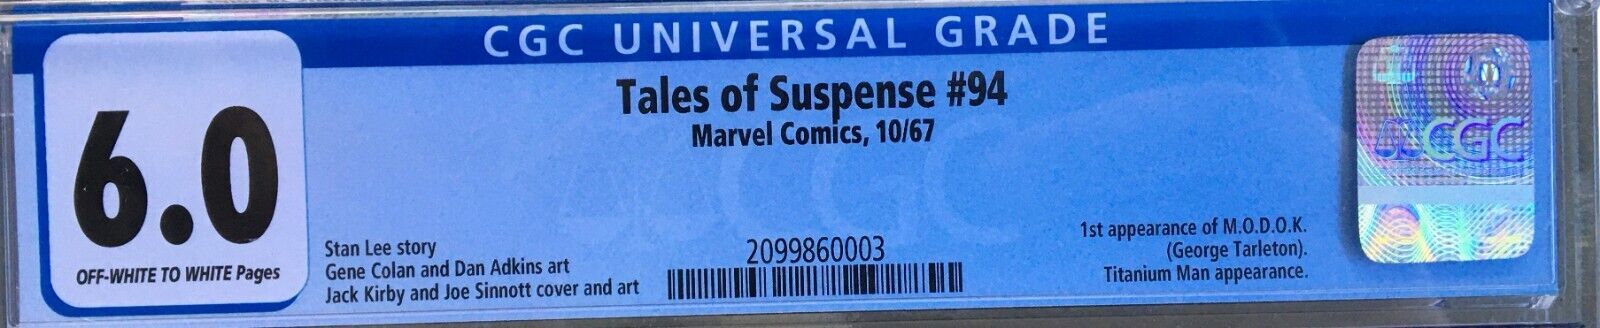 CGC UNIVERSAL GRADE
6.0
OFF-WHITE TO WHITE Pages
Tales of Suspense #94
Marvel Comics, 10/67
Stan Lee story
Gene Colan and Dan Adkins art
Jack Kirby and Joe Sinnott cover and art
2099860003
1st appearance of M.O.D.O.K.
(George Tarleton).
Titanium Man appearance.
CGC
CGC